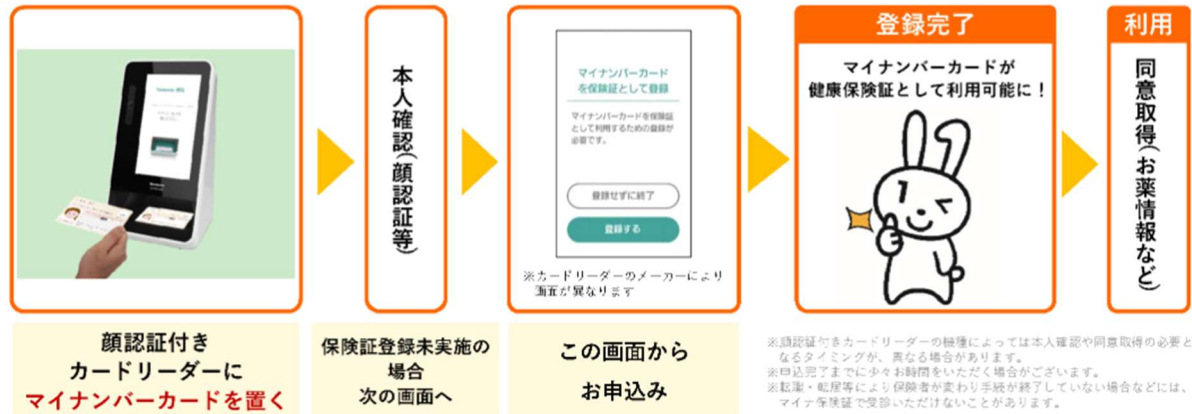 顔認証付き
カードリーダーに
マイナンバーカードを置く
本人確認(顔認証等)
保険証登録未実施の
場合
次の画面へ
マイナンバーカード
を保険証として登録
マイナンバーカードを保険証
として利用するための登録が
必要です。
登録せずに終了
登録する
※カードリーダーのメーカーにより
画面が異なります
この画面から
お申込み
登録完了
マイナンバーカードが
健康保険証として利用可能に！
利用
同意取得(お薬情報など)
※顔認証付きカードリーダーの機種によっては本人確認や同意取得の必要と
なるタイミングが、異なる場合があります。
※申込完了までに少々お時間をいただく場合がございます。
※転職・転居等により保険者が変わり手続が終了していない場合などには、
マイナ保険証で受診いただけないことがあります。